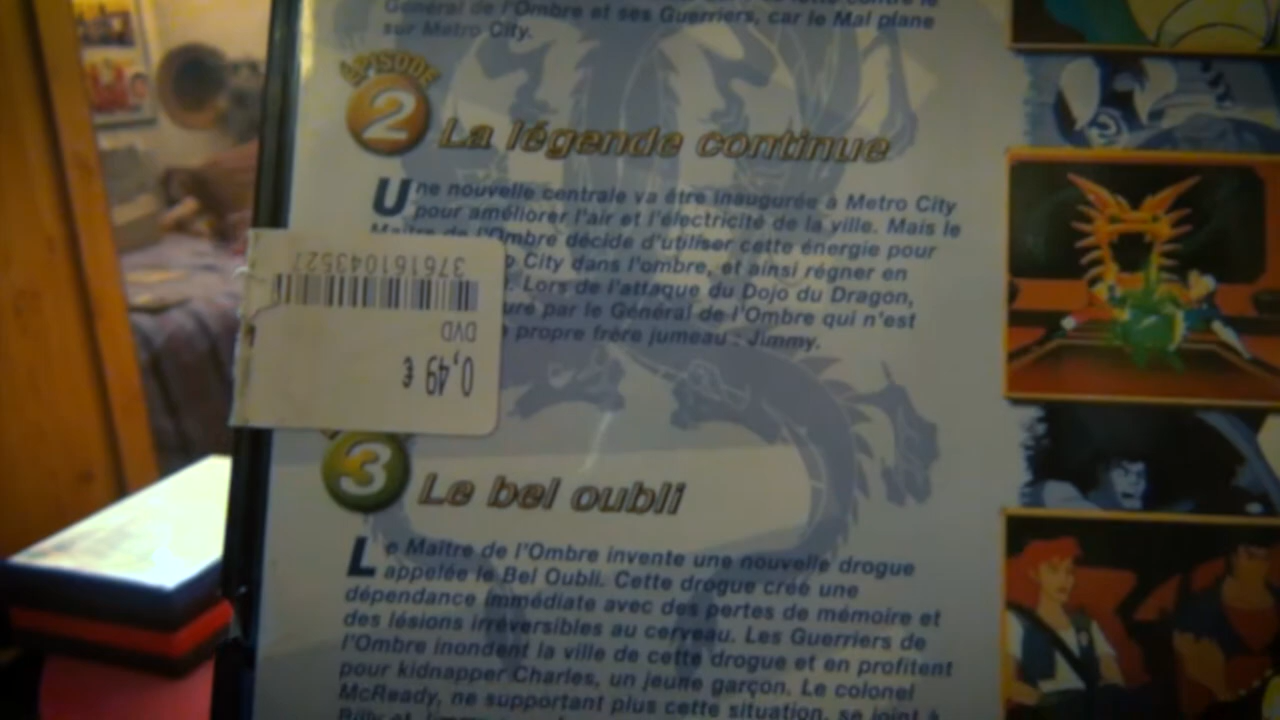 Général de l'Ombre et ses Guerriers, car le Mal plane
sur Metro City.
ÉPISODE
2
La légende continue
Une nouvelle centrale va être inaugurée à Metro City
pour améliorer l'air et l'électricité de la ville. Mais le
Maître de l'Ombre décide d'utiliser cette énergie pour
City dans l'ombre, et ainsi régner en
. Lors de l'attaque du Dojo du Dragon,
par le Général de l'Ombre qui n'est
propre frère jumeau : Jimmy.
376161043527
DVD
0,49 €
3
Le bel oubli
Le Maître de l'Ombre invente une nouvelle drogue
appelée le Bel Oubli. Cette drogue créé une
dépendance immédiate avec des pertes de mémoire et
des lésions irréversibles au cerveau. Les Guerriers de
l'Ombre inondent la ville de cette drogue et en profitent
pour kidnapper Charles, un jeune garçon. Le colonel
McReady, ne supportant plus cette situation, se joint à